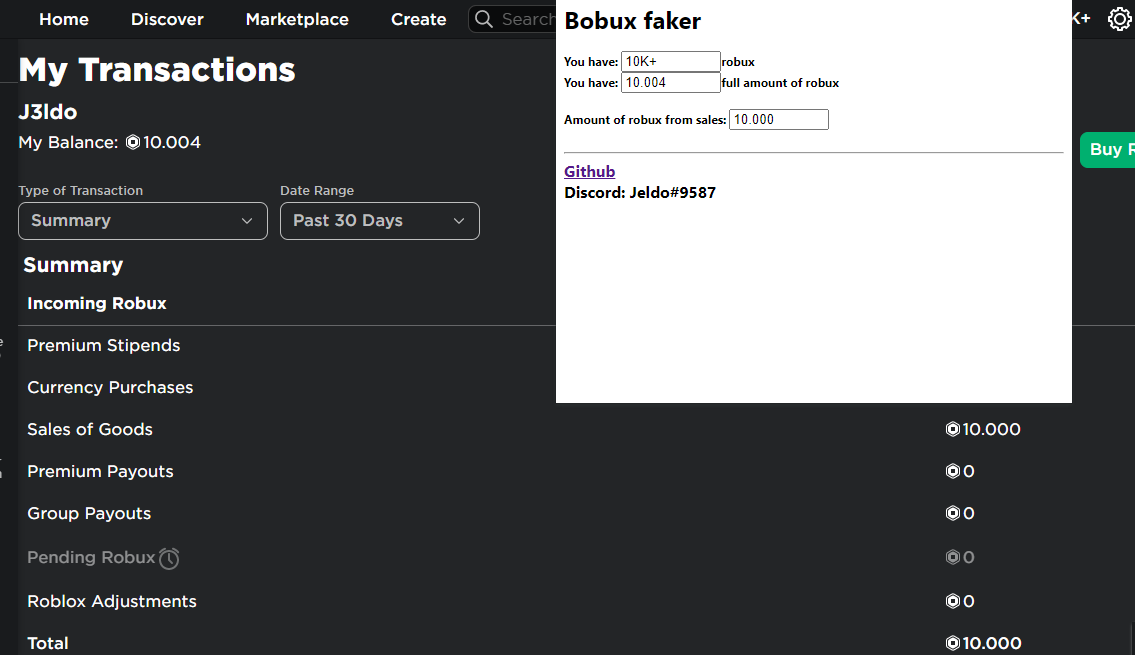 Home Discover Marketplace Create Search K+
Bobux faker
You have: 10K+ robux
You have: 10.004 full amount of robux
Amount of robux from sales: 10.000
Github
Discord: Jeldo#9587
My Transactions
J3ldo
My Balance: 10.004
Buy R
Type of Transaction Date Range
Summary Past 30 Days
Summary
Incoming Robux
Premium Stipends
Currency Purchases
Sales of Goods 10.000
Premium Payouts 0
Group Payouts 0
Pending Robux 0
Roblox Adjustments 0
Total 10.000